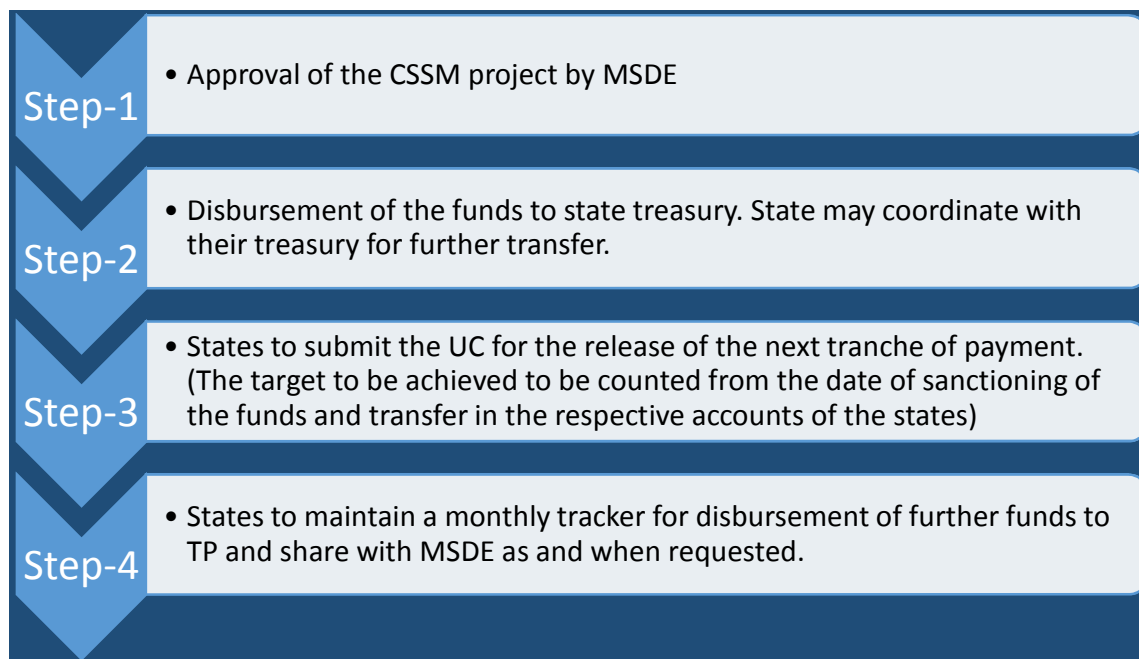 Step-1
• Approval of the CSSM project by MSDE
Step-2
• Disbursement of the funds to state treasury. State may coordinate with
their treasury for further transfer.
Step-3
• States to submit the UC for the release of the next tranche of payment.
(The target to be achieved to be counted from the date of sanctioning of
the funds and transfer in the respective accounts of the states)
Step-4
• States to maintain a monthly tracker for disbursement of further funds to
TP and share with MSDE as and when requested.